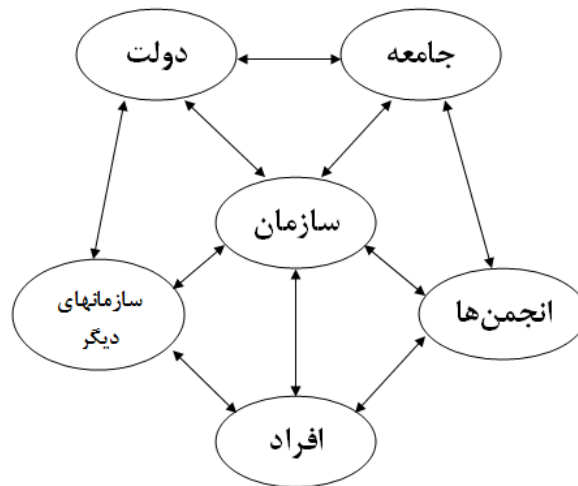 جامعه
دولت
سازمان
انجمن‌ها
سازمانهای
دیگر
افراد